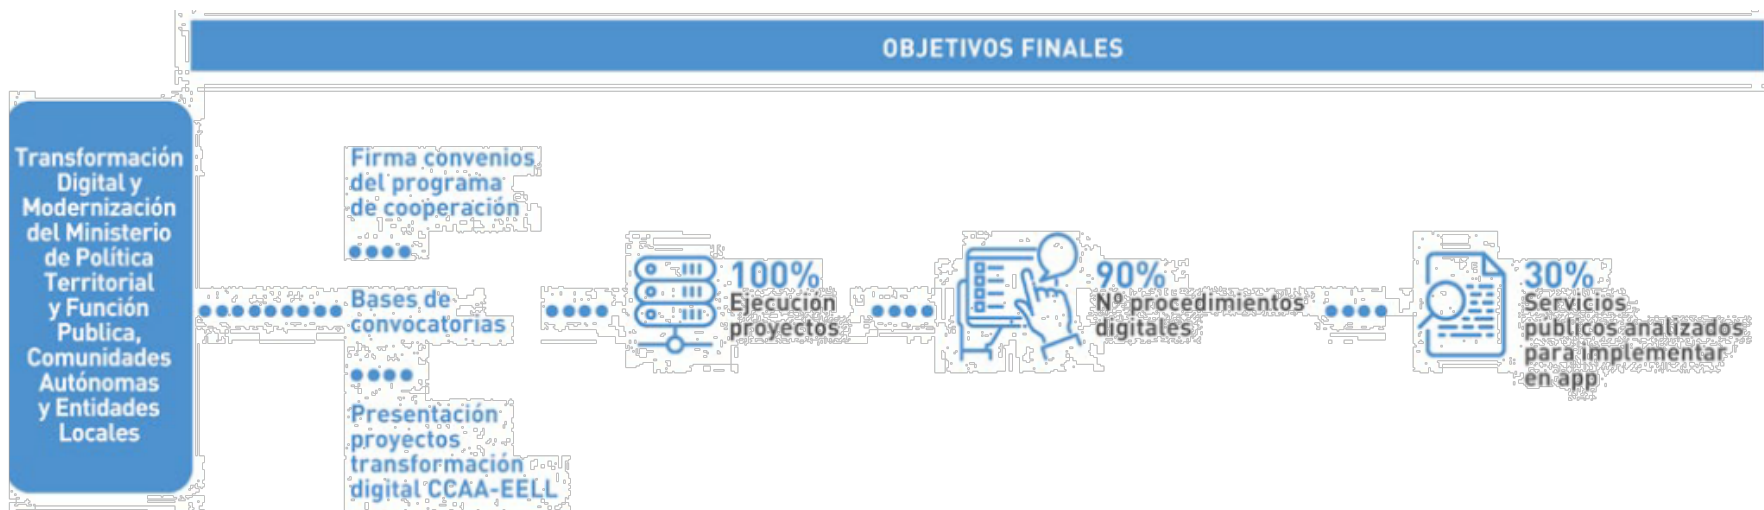 OBJETIVOS FINALES
Transformación
Digital y
Modernización
del Ministerio
de Política
Territorial
y Función
Publica,
Comunidades
Autónomas
y Entidades
Locales
Firma convenios
del programa
de cooperación
Bases de
convocatorias
Presentación
proyectos
transformación
digital CCAA-EELL
100%
Ejecución
proyectos
90%
Nº procedimientos
digitales
30%
Servicios
publicos analizados
para implementar
en app